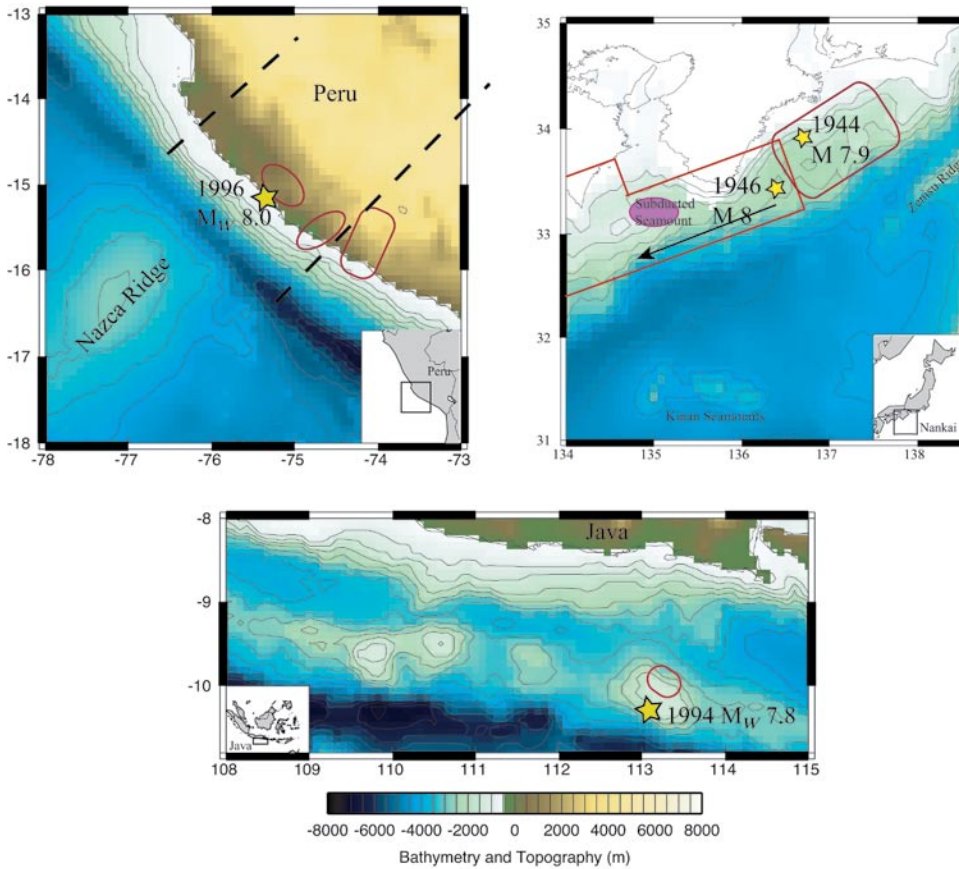 -13
-14
-15
-16
-17
-18
-78
-77
-76
-75
-74
-73
Peru
1996
Mw 8.0
Nazca Ridge
Peru
35
34
33
32
31
134
135
136
137
138
1944
M 7.9
1946
M 8
Subducted
Seamount
Zenisu Ridge
Kinan Seamounts
Nankai
-8
-9
-10
108
109
110
111
112
113
114
115
Java
1994 Mw 7.8
Java
-8000 -6000 -4000 -2000 0 2000 4000 6000 8000
Bathymetry and Topography (m)